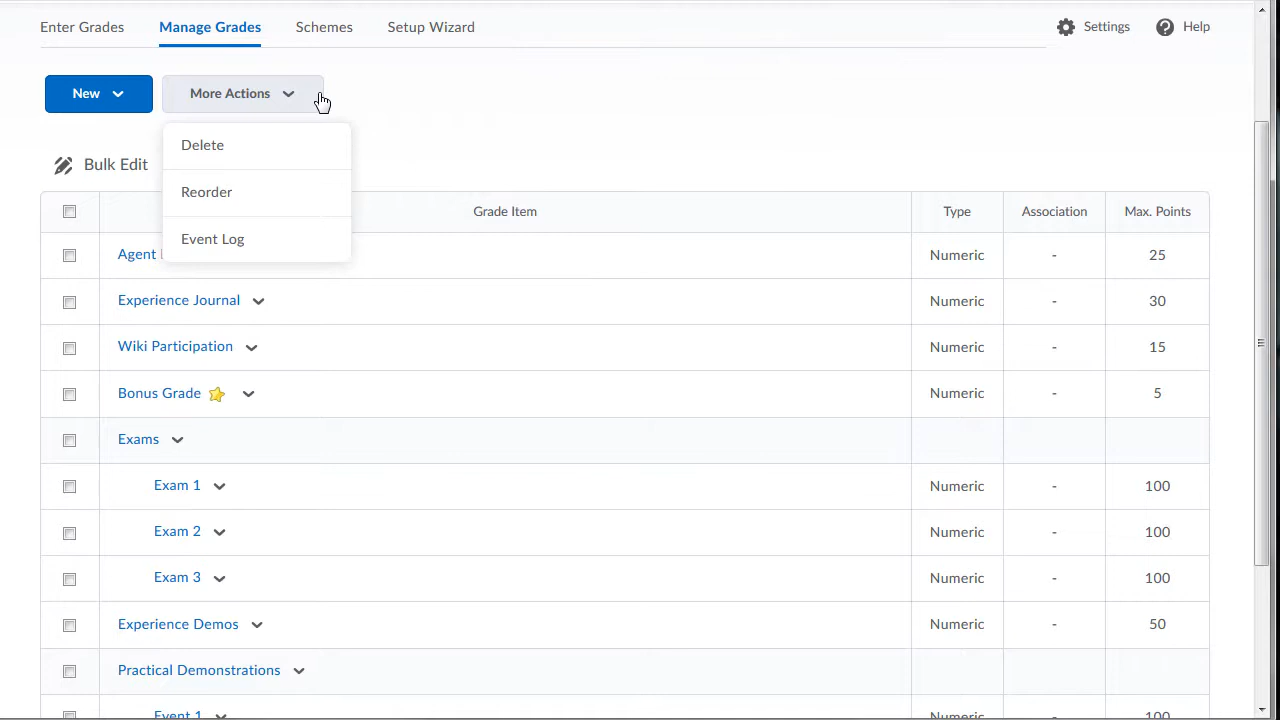 Enter Grades Manage Grades Schemes Setup Wizard Settings Help
New More Actions
Delete
Bulk Edit
Reorder
Grade Item Type Association Max. Points
Event Log
Agent Numeric - 25
Experience Journal Numeric - 30
Wiki Participation Numeric - 15
Bonus Grade Numeric - 5
Exams
Exam 1 Numeric - 100
Exam 2 Numeric - 100
Exam 3 Numeric - 100
Experience Demos Numeric - 50
Practical Demonstrations
Event 1 Numeric - 100